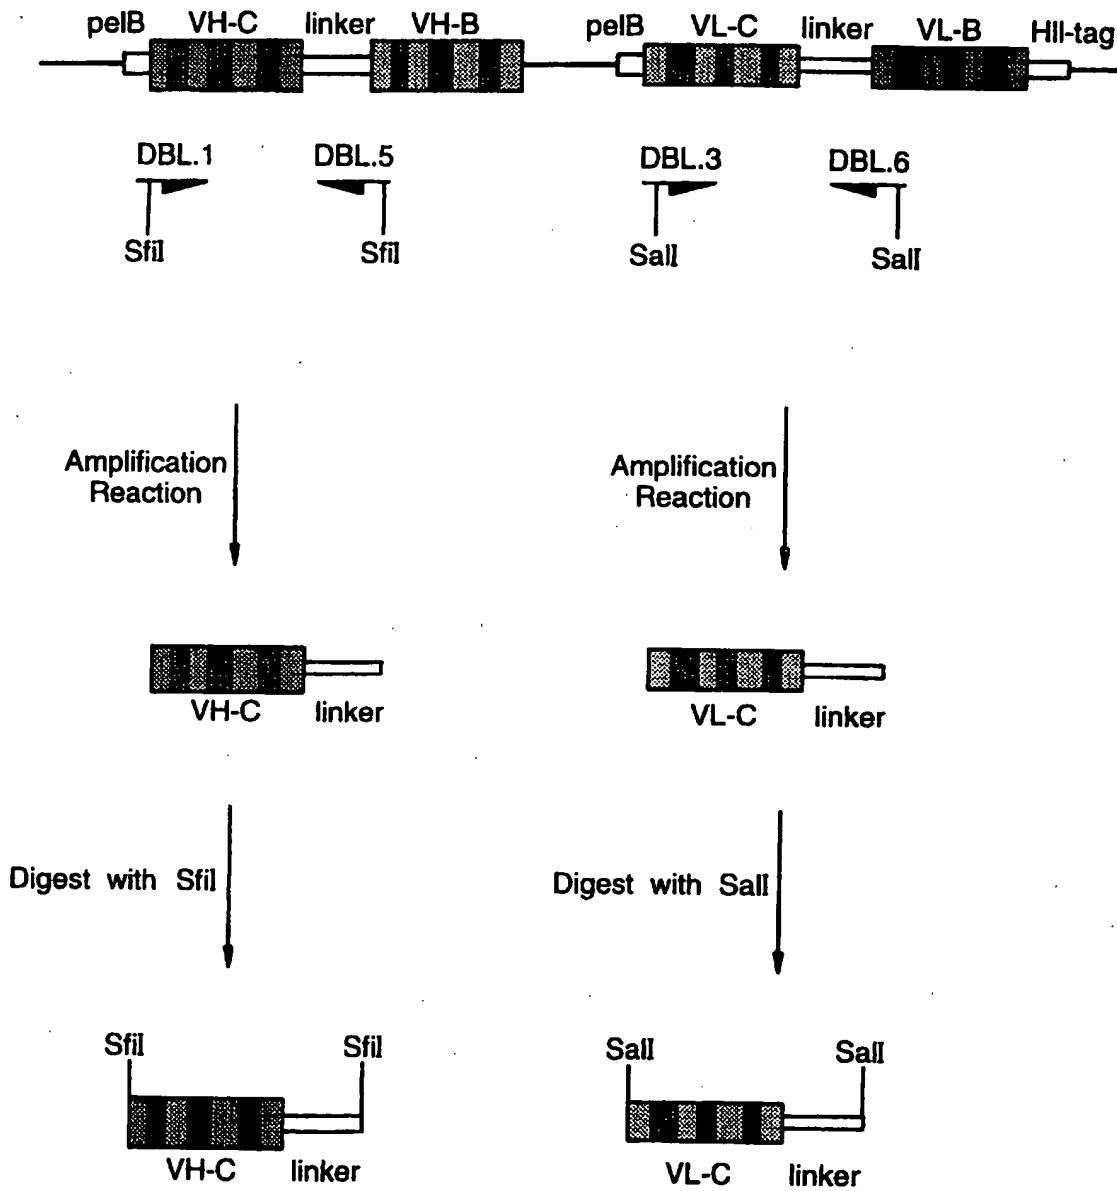 pelB VH-C linker VH-B pelB VL-C linker VL-B HII-tag
DBL.1 DBL.5 DBL.3 DBL.6
SfiI SfiI SalI SalI
Amplification
Reaction
Amplification
Reaction
VH-C linker VL-C linker
Digest with SfiI Digest with SalI
SfiI SfiI SalI SalI
VH-C linker VL-C linker